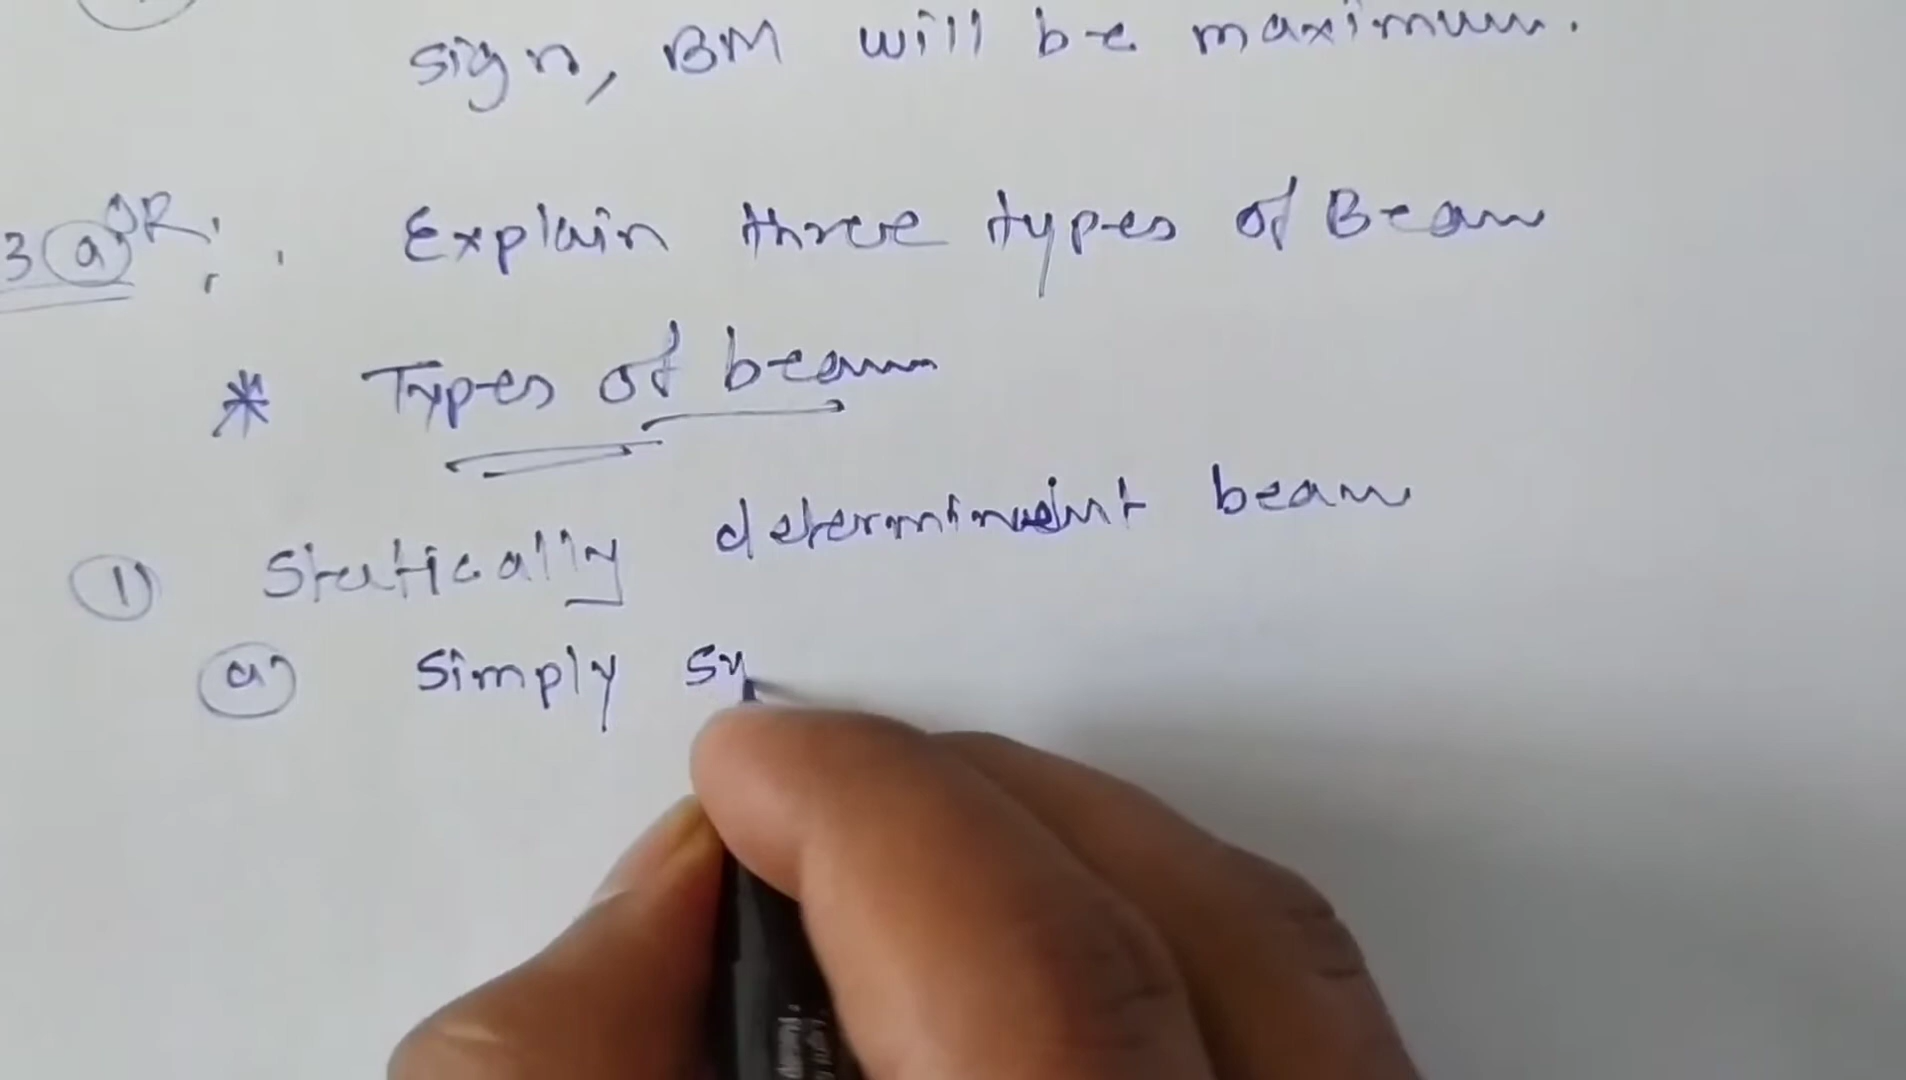 sign, BM will be maximum.
3 a OR: Explain three types of Beam
* Types of beam
1) Statically determinent beam
a) Simply su